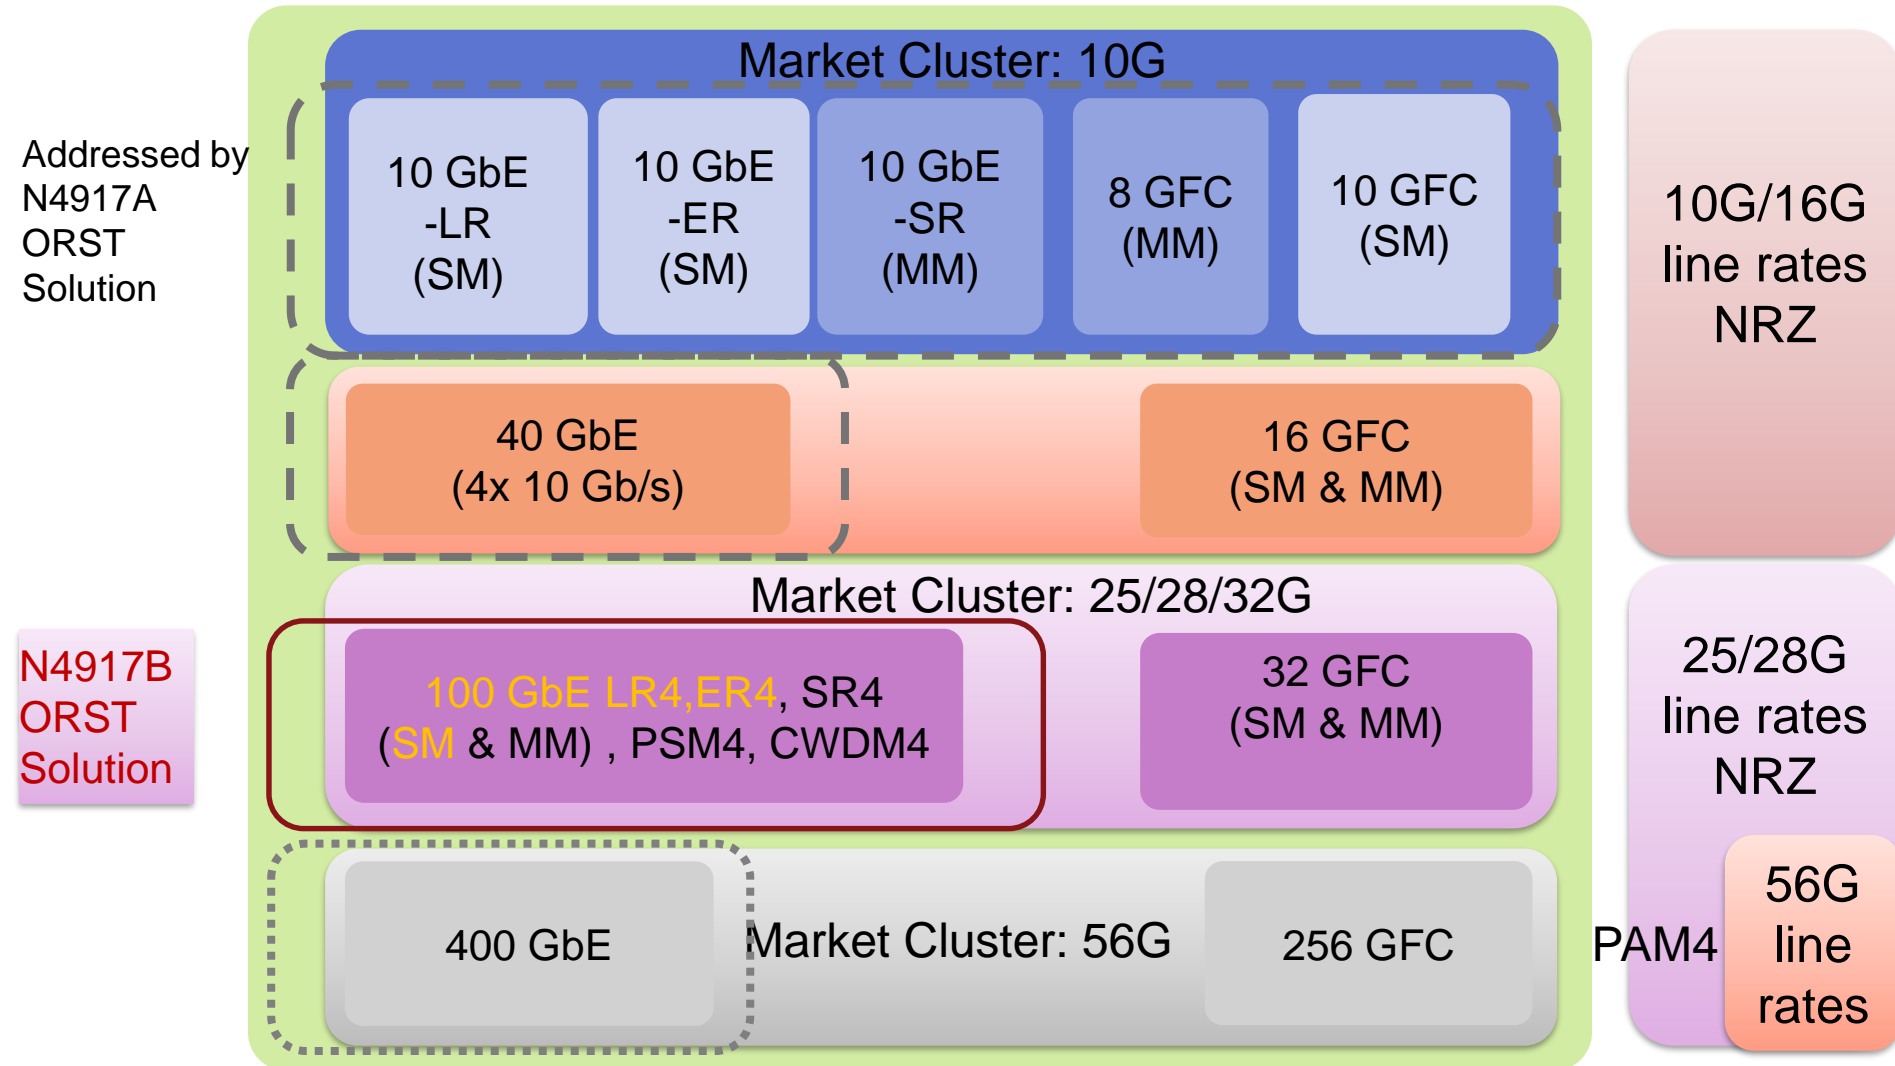 Market Cluster: 10G
Addressed by
N4917A
ORST
Solution
10 GbE
-LR
(SM)
10 GbE
-ER
(SM)
10 GbE
-SR
(MM)
8 GFC
(MM)
10 GFC
(SM)
10G/16G
line rates
NRZ
40 GbE
(4x 10 Gb/s)
16 GFC
(SM & MM)
Market Cluster: 25/28/32G
N4917B
ORST
Solution
100 GbE LR4,ER4, SR4
(SM & MM) , PSM4, CWDM4
32 GFC
(SM & MM)
25/28G
line rates
NRZ
400 GbE
Market Cluster: 56G
256 GFC
PAM4
56G
line
rates